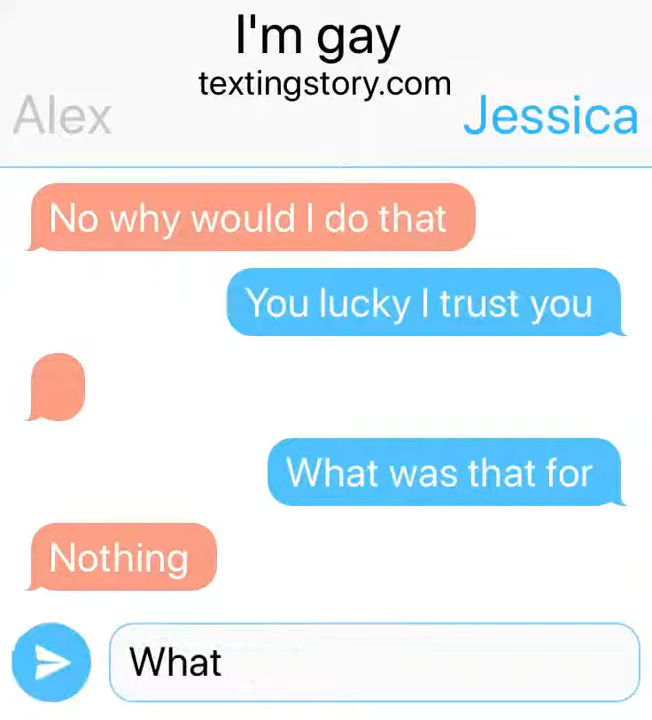 I'm gay
textingstory.com
Alex
Jessica
No why would I do that
You lucky I trust you
What was that for
Nothing
What